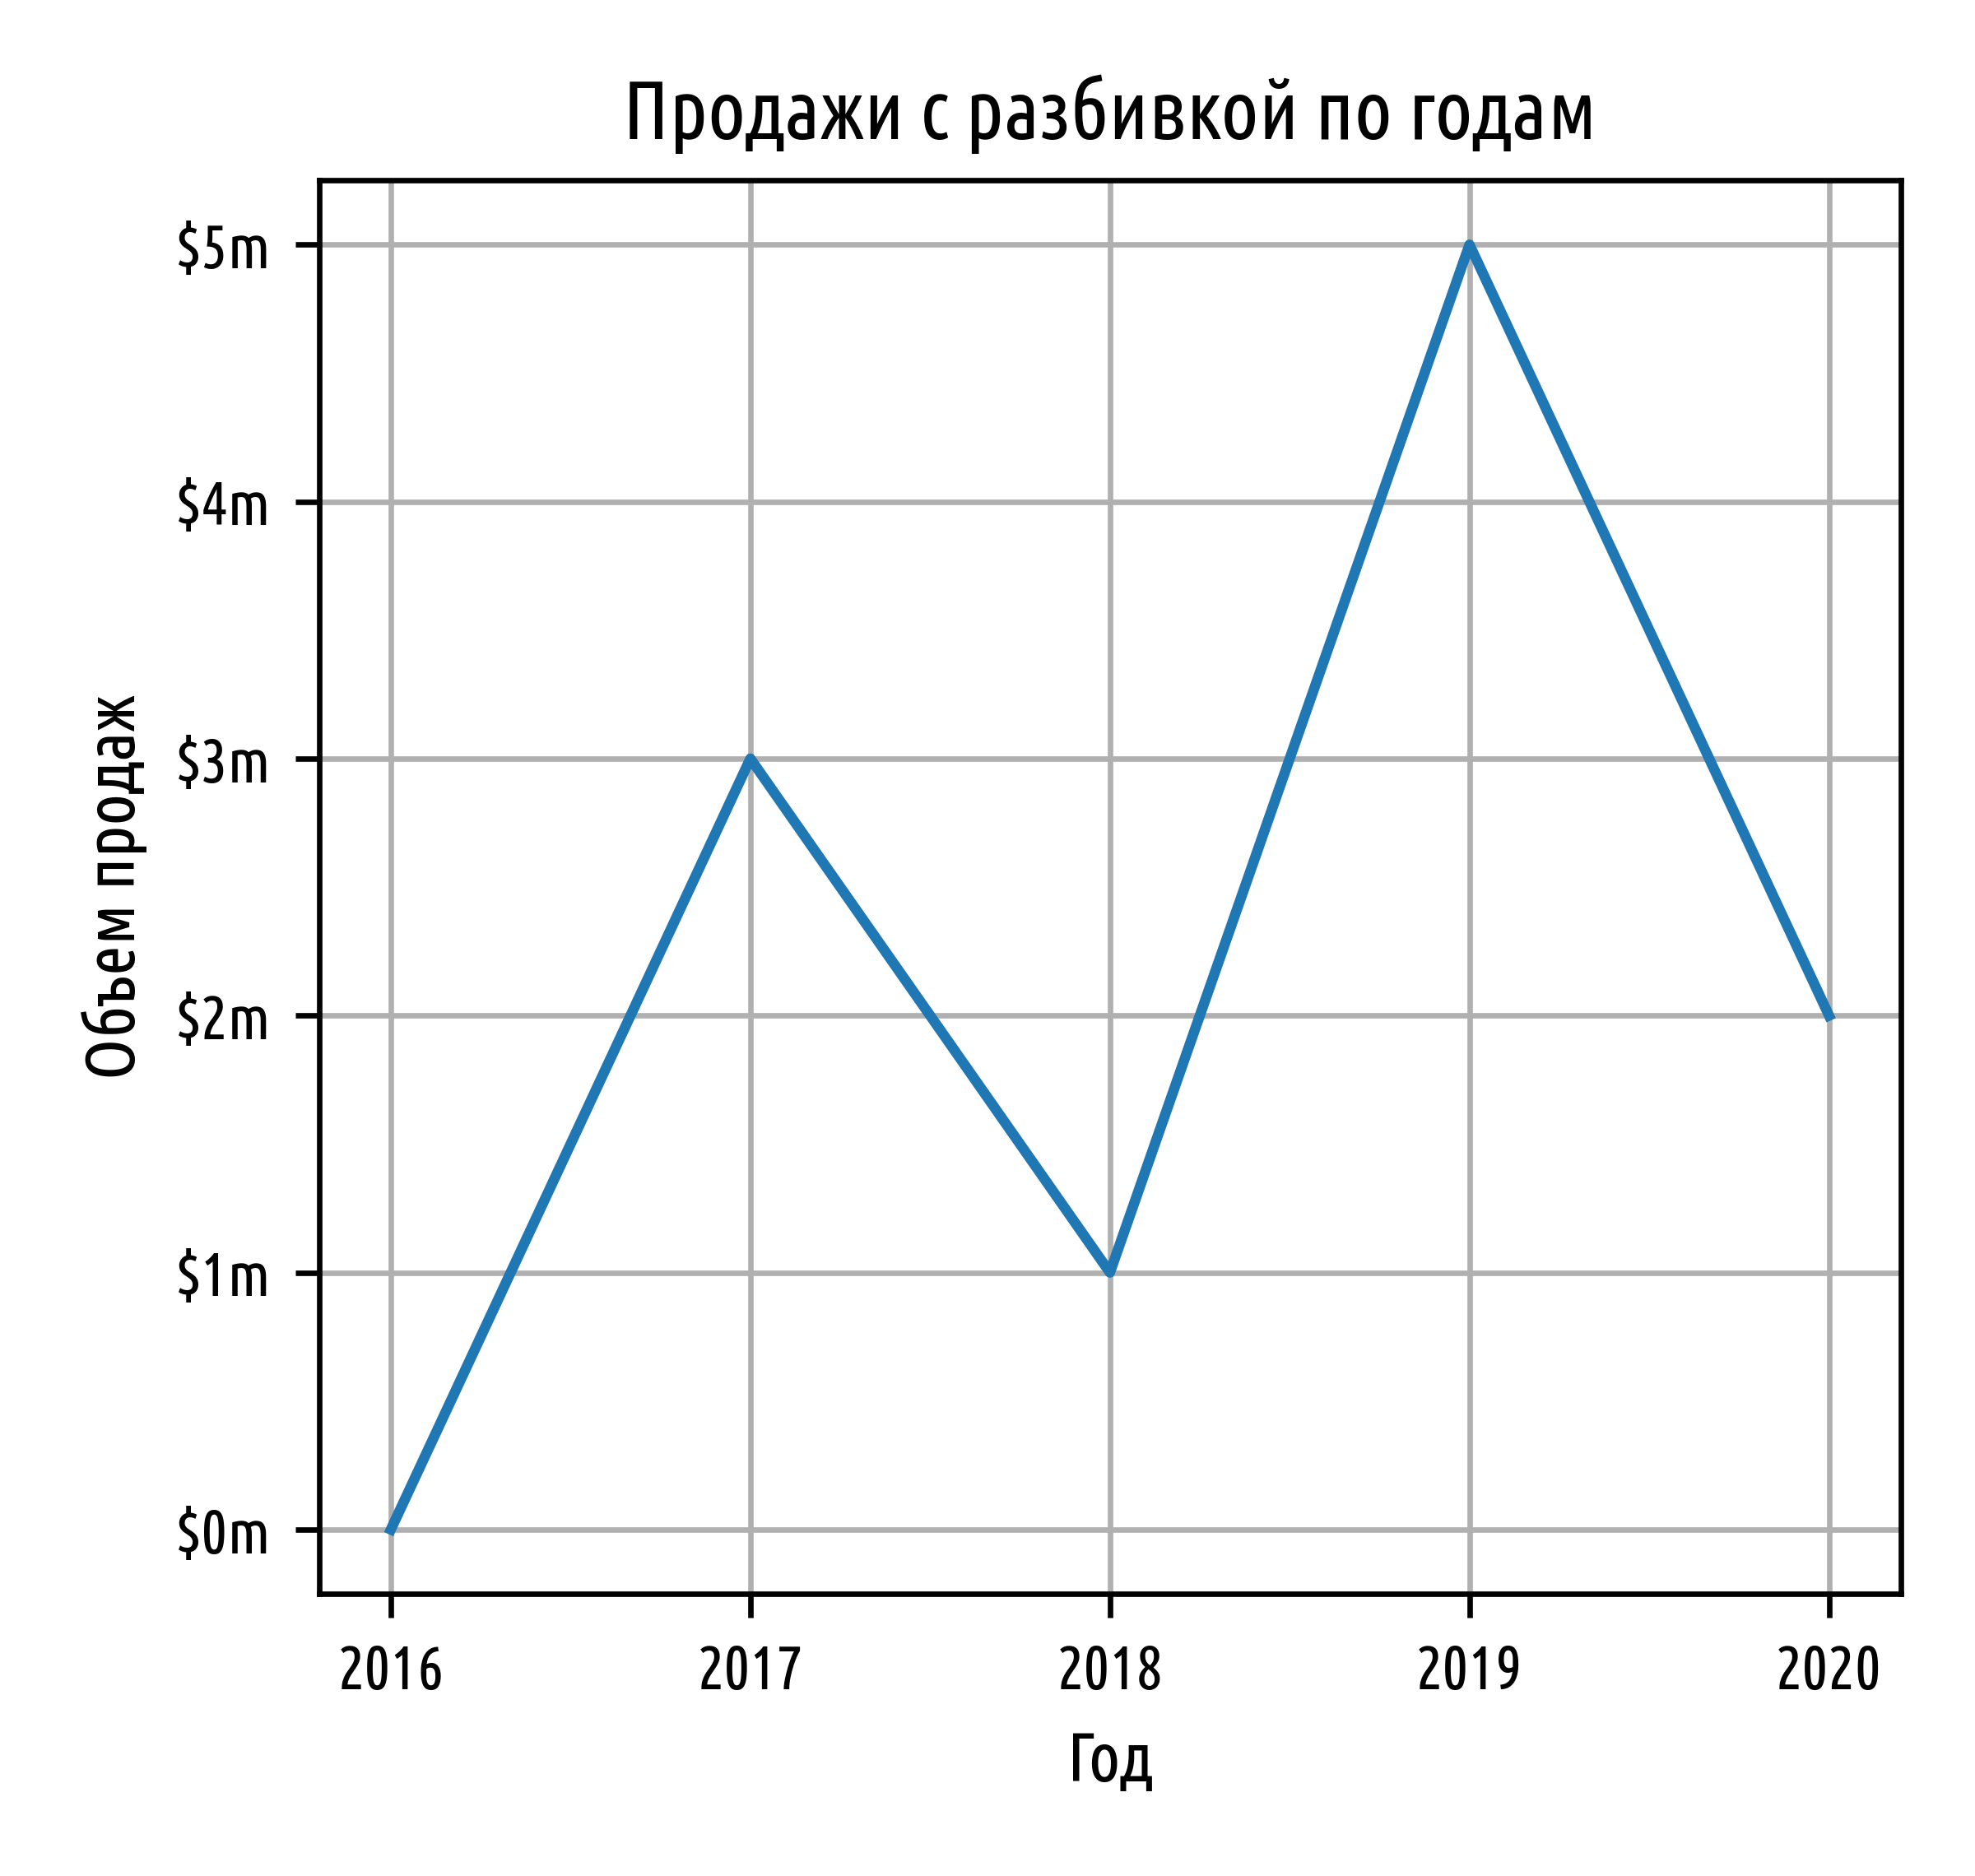 Продажи с разбивкой по годам
Объем продаж
$5m
$4m
$3m
$2m
$1m
$0m
2016 2017 2018 2019 2020
Год